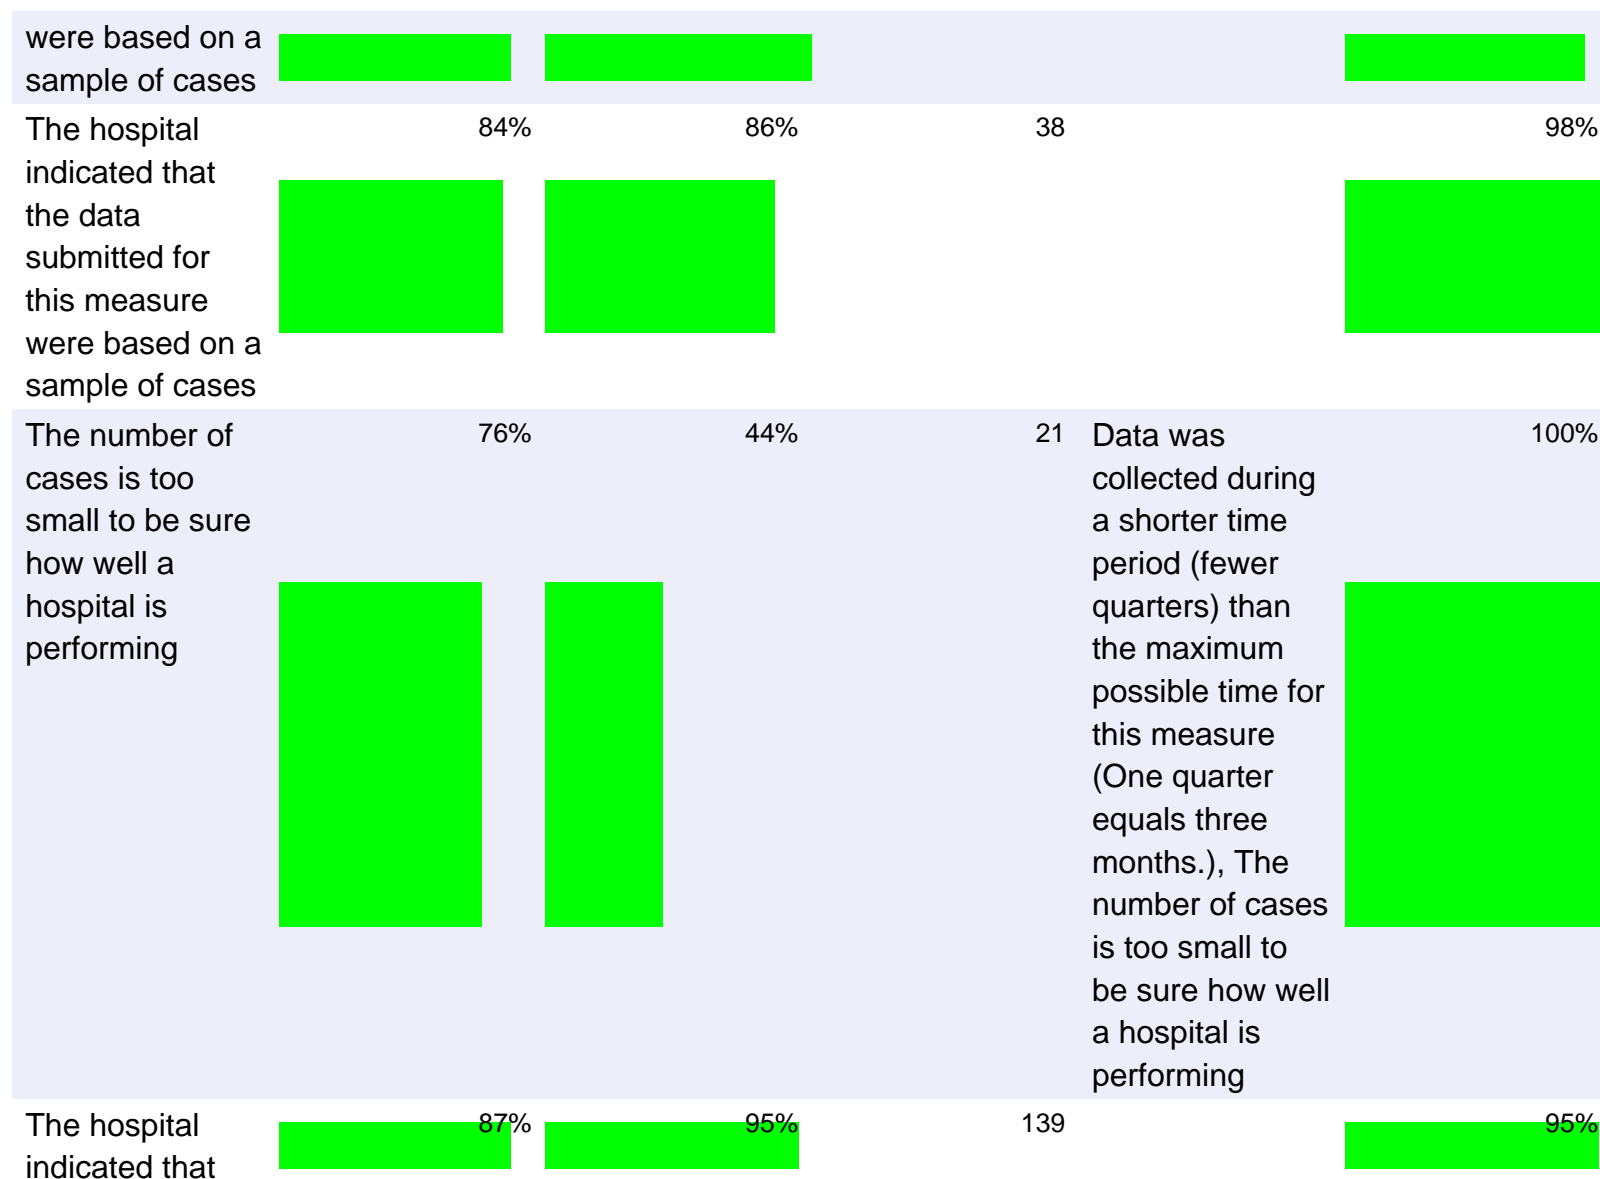 were based on a
sample of cases
The hospital
indicated that
the data
submitted for
this measure
were based on a
sample of cases
84%
86%
38
98%
The number of
cases is too
small to be sure
how well a
hospital is
performing
76%
44%
21
Data was
collected during
a shorter time
period (fewer
quarters) than
the maximum
possible time for
this measure
(One quarter
equals three
months.), The
number of cases
is too small to
be sure how well
a hospital is
performing
100%
The hospital
indicated that
87%
95%
139
95%